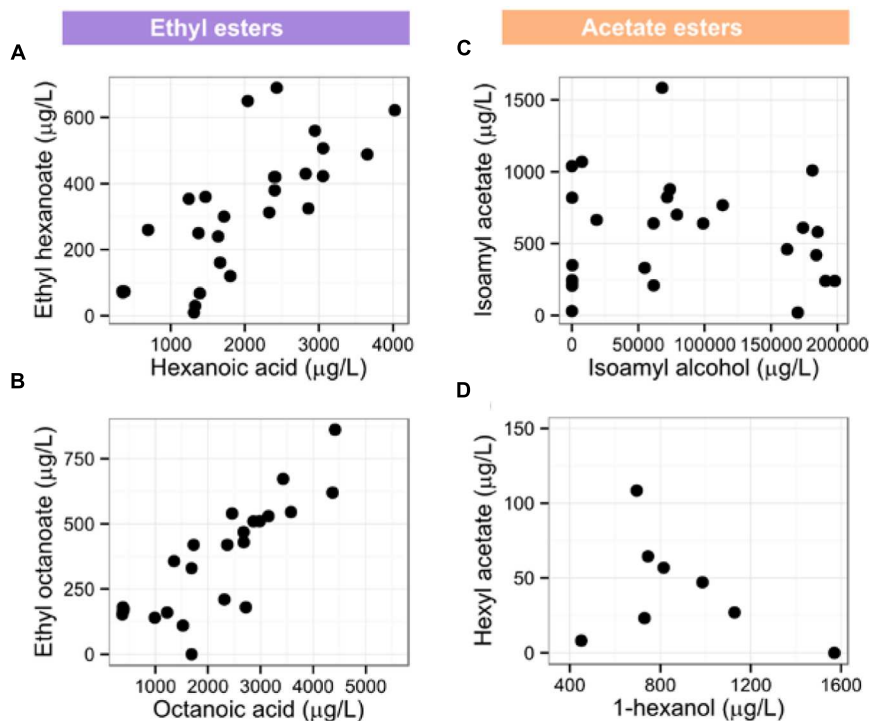 Ethyl esters
Acetate esters
A
Ethyl hexanoate (μg/L)
600
400
200
0
1000 2000 3000 4000
Hexanoic acid (μg/L)
C
Isoamyl acetate (μg/L)
1500
1000
500
0
0 50000 100000 150000 200000
Isoamyl alcohol (μg/L)
B
Ethyl octanoate (μg/L)
750
500
250
0
1000 2000 3000 4000 5000
Octanoic acid (μg/L)
D
Hexyl acetate (μg/L)
150
100
50
0
400 800 1200 1600
1-hexanol (μg/L)